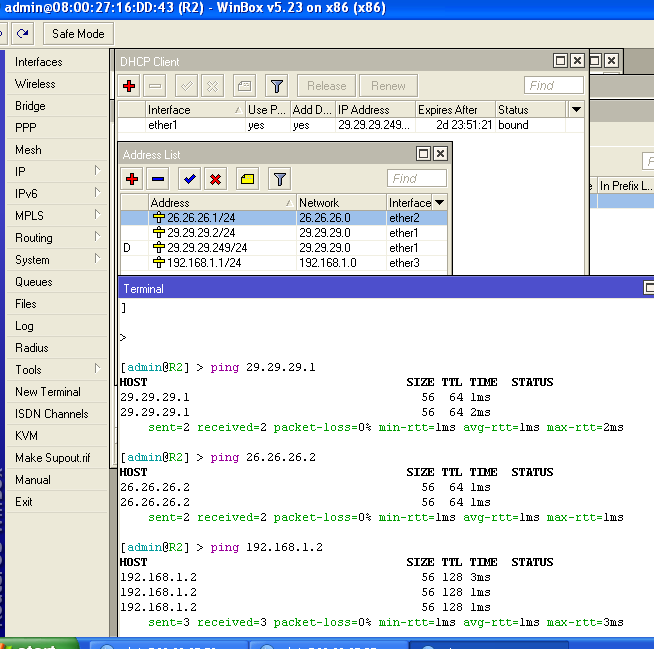 admin@08:00:27:16:DD:43 (R2) - WinBox v5.23 on x86 (x86)
Safe Mode
Interfaces
Wireless
Bridge
PPP
Mesh
IP
IPv6
MPLS
Routing
System
Queues
Files
Log
Radius
Tools
New Terminal
ISDN Channels
KVM
Make Supout.rif
Manual
Exit
DHCP Client
Release Renew Find
Interface Use P... Add D... IP Address Expires After Status
ether1 yes yes 29.29.29.249... 2d 23:51:21 bound
In Prefix L...
Address List
Find
Address Network Interface
26.26.26.1/24 26.26.26.0 ether2
29.29.29.2/24 29.29.29.0 ether1
D 29.29.29.249/24 29.29.29.0 ether1
192.168.1.1/24 192.168.1.0 ether3
Terminal
]
>
[admin@R2] > ping 29.29.29.1
HOST SIZE TTL TIME STATUS
29.29.29.1 56 64 1ms
29.29.29.1 56 64 2ms
sent=2 received=2 packet-loss=0% min-rtt=1ms avg-rtt=1ms max-rtt=2ms
[admin@R2] > ping 26.26.26.2
HOST SIZE TTL TIME STATUS
26.26.26.2 56 64 1ms
26.26.26.2 56 64 1ms
sent=2 received=2 packet-loss=0% min-rtt=1ms avg-rtt=1ms max-rtt=1ms
[admin@R2] > ping 192.168.1.2
HOST SIZE TTL TIME STATUS
192.168.1.2 56 128 3ms
192.168.1.2 56 128 1ms
192.168.1.2 56 128 1ms
sent=3 received=3 packet-loss=0% min-rtt=1ms avg-rtt=1ms max-rtt=3ms